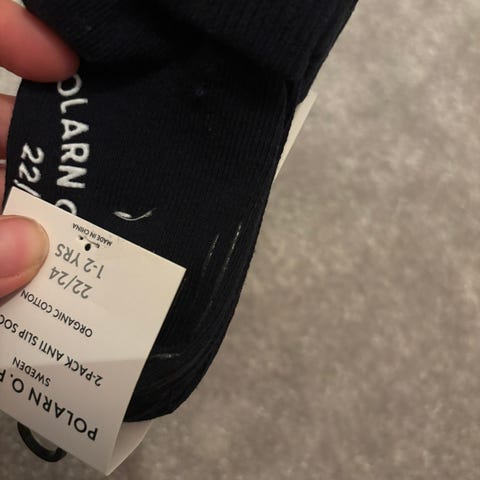 POLARN O.
22/
POLARN O. P
SWEDEN
2-PACK ANTI SLIP SOC
ORGANIC COTTON
22/24
1-2 YRS
MADE IN CHINA